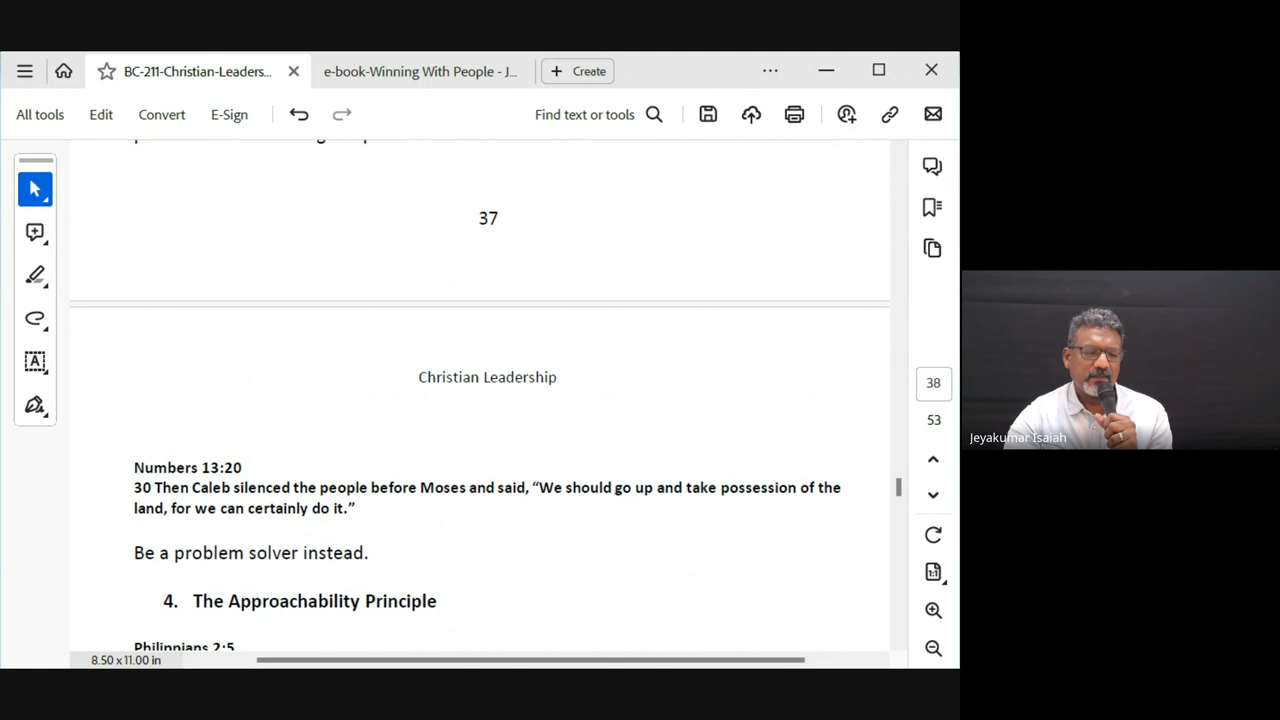 BC-211-Christian-Leaders...
e-book-Winning With People - J...
Create
All tools
Edit
Convert
E-Sign
Find text or tools
37
Christian Leadership
38
53
Numbers 13:20
30 Then Caleb silenced the people before Moses and said, “We should go up and take possession of the
land, for we can certainly do it.”
Be a problem solver instead.
4. The Approachability Principle
Philippians 2:5
8.50 x 11.00 in
Jeyakumar Isaiah